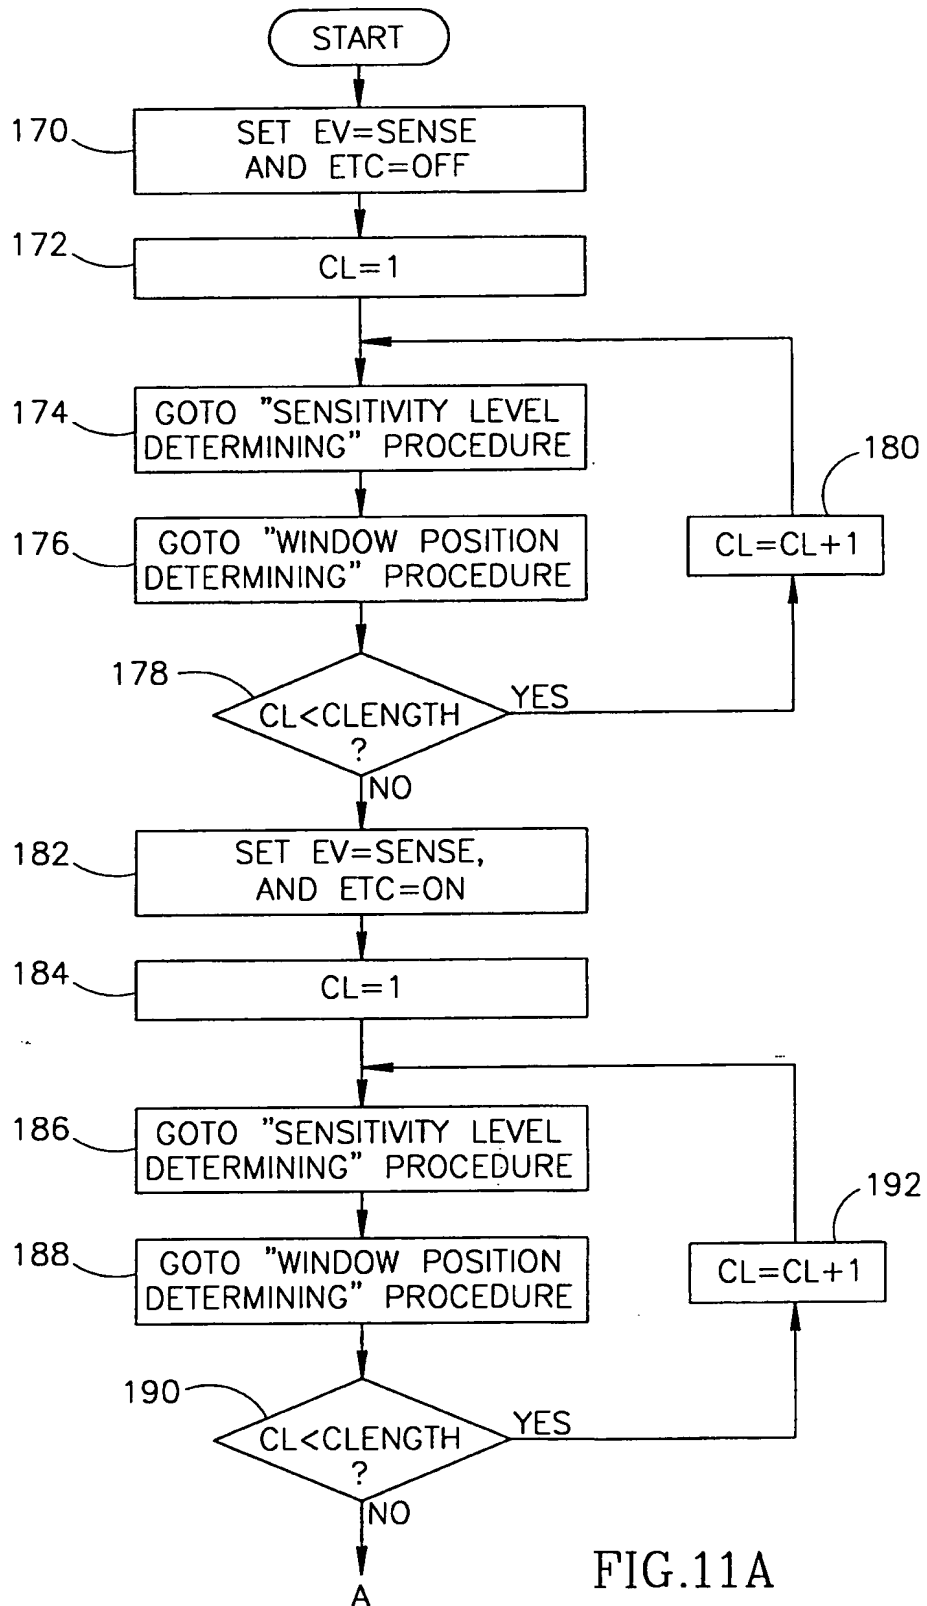 START
170
SET EV=SENSE
AND ETC=OFF
172
CL=1
174
GOTO "SENSITIVITY LEVEL
DETERMINING" PROCEDURE
180
CL=CL+1
176
GOTO "WINDOW POSITION
DETERMINING" PROCEDURE
178
CL<CLENGTH
?
YES
NO
182
SET EV=SENSE,
AND ETC=ON
184
CL=1
186
GOTO "SENSITIVITY LEVEL
DETERMINING" PROCEDURE
192
CL=CL+1
188
GOTO "WINDOW POSITION
DETERMINING" PROCEDURE
190
CL<CLENGTH
?
YES
NO
A
FIG.11A